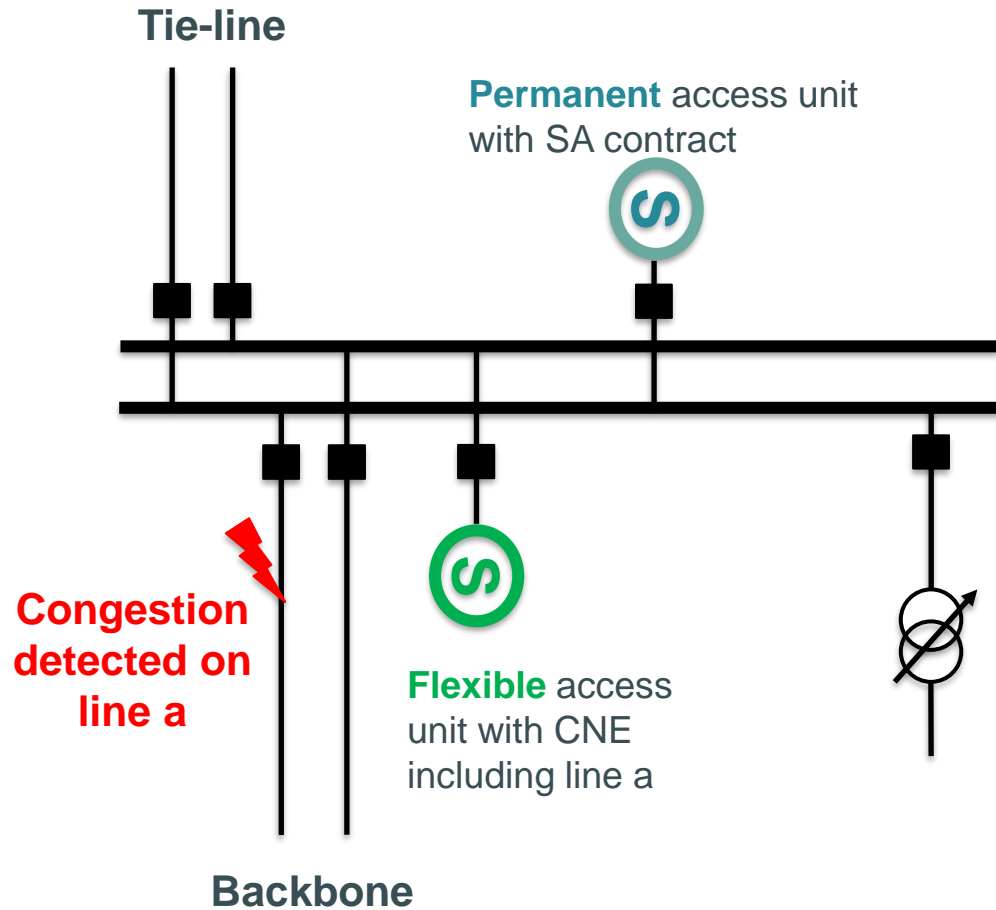 Tie-line
Permanent access unit
with SA contract
S
S
Congestion
detected on
line a
Flexible access
unit with CNE
including line a
Backbone